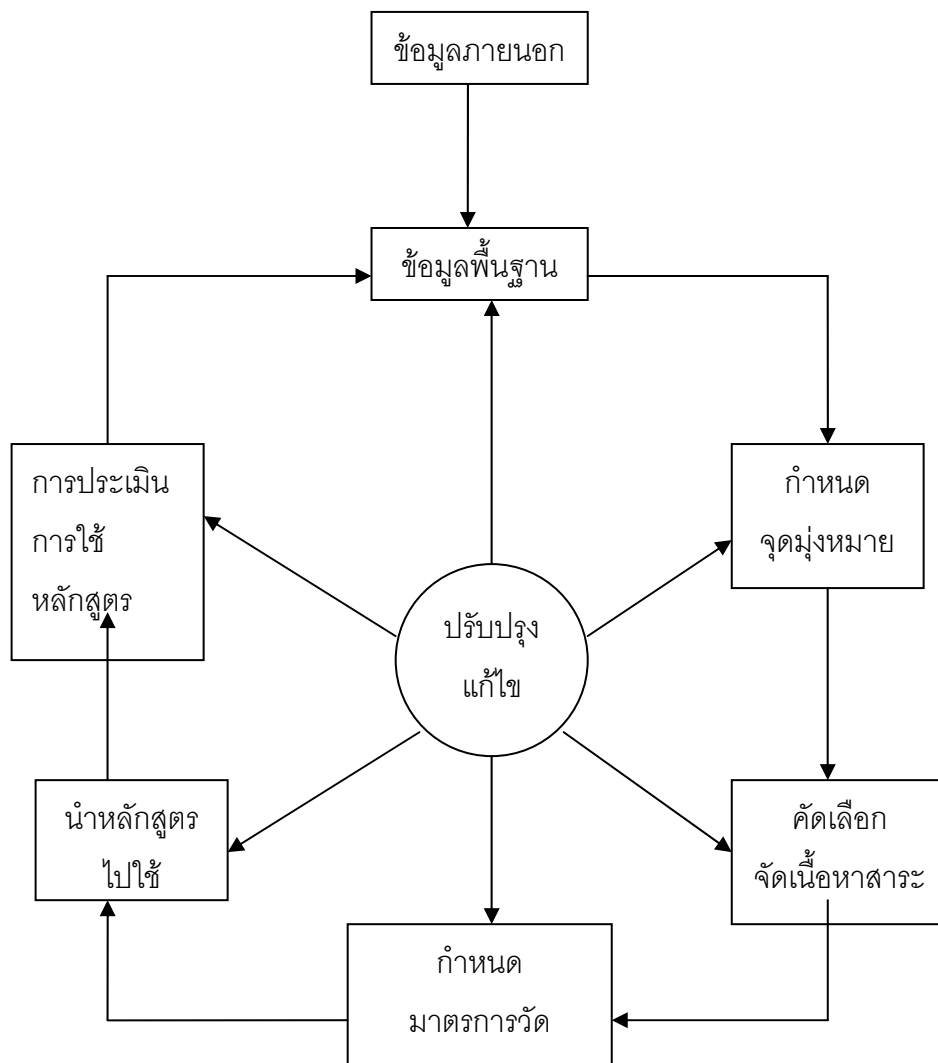 ข้อมูลภายนอก
ข้อมูลพื้นฐาน
การประเมิน
การใช้
หลักสูตร
กำหนด
จุดมุ่งหมาย
ปรับปรุง
แก้ไข
นำหลักสูตร
ไปใช้
คัดเลือก
จัดเนื้อหาสาระ
กำหนด
มาตรการวัด